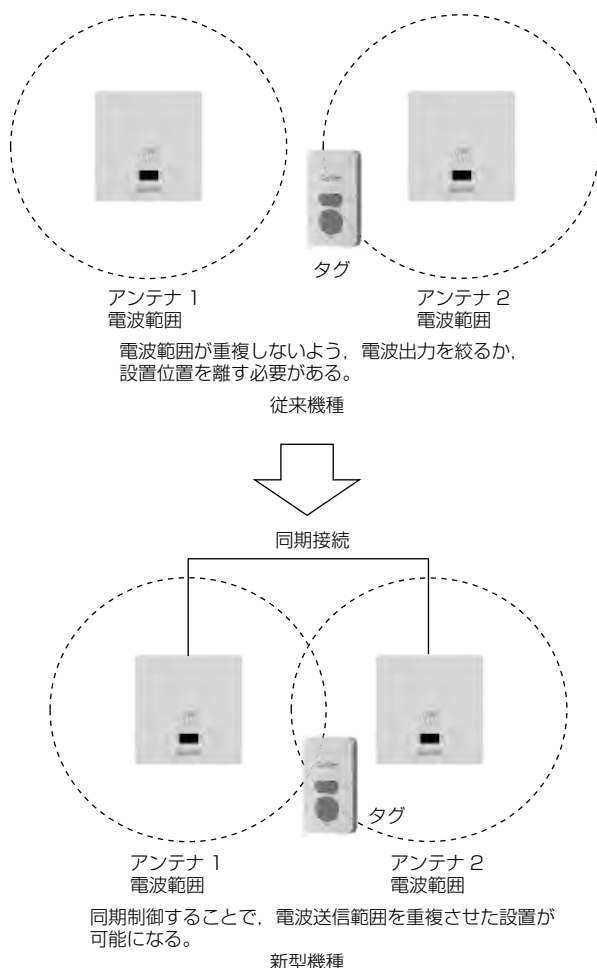 タグ
アンテナ 1
電波範囲
アンテナ 2
電波範囲
電波範囲が重複しないよう，電波出力を絞るか，
設置位置を離す必要がある。
従来機種
同期接続
タグ
アンテナ 1
電波範囲
アンテナ 2
電波範囲
同期制御することで，電波送信範囲を重複させた設置が
可能になる。
新型機種